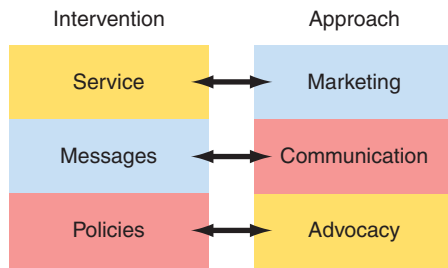 Intervention Approach
Service Marketing
Messages Communication
Policies Advocacy